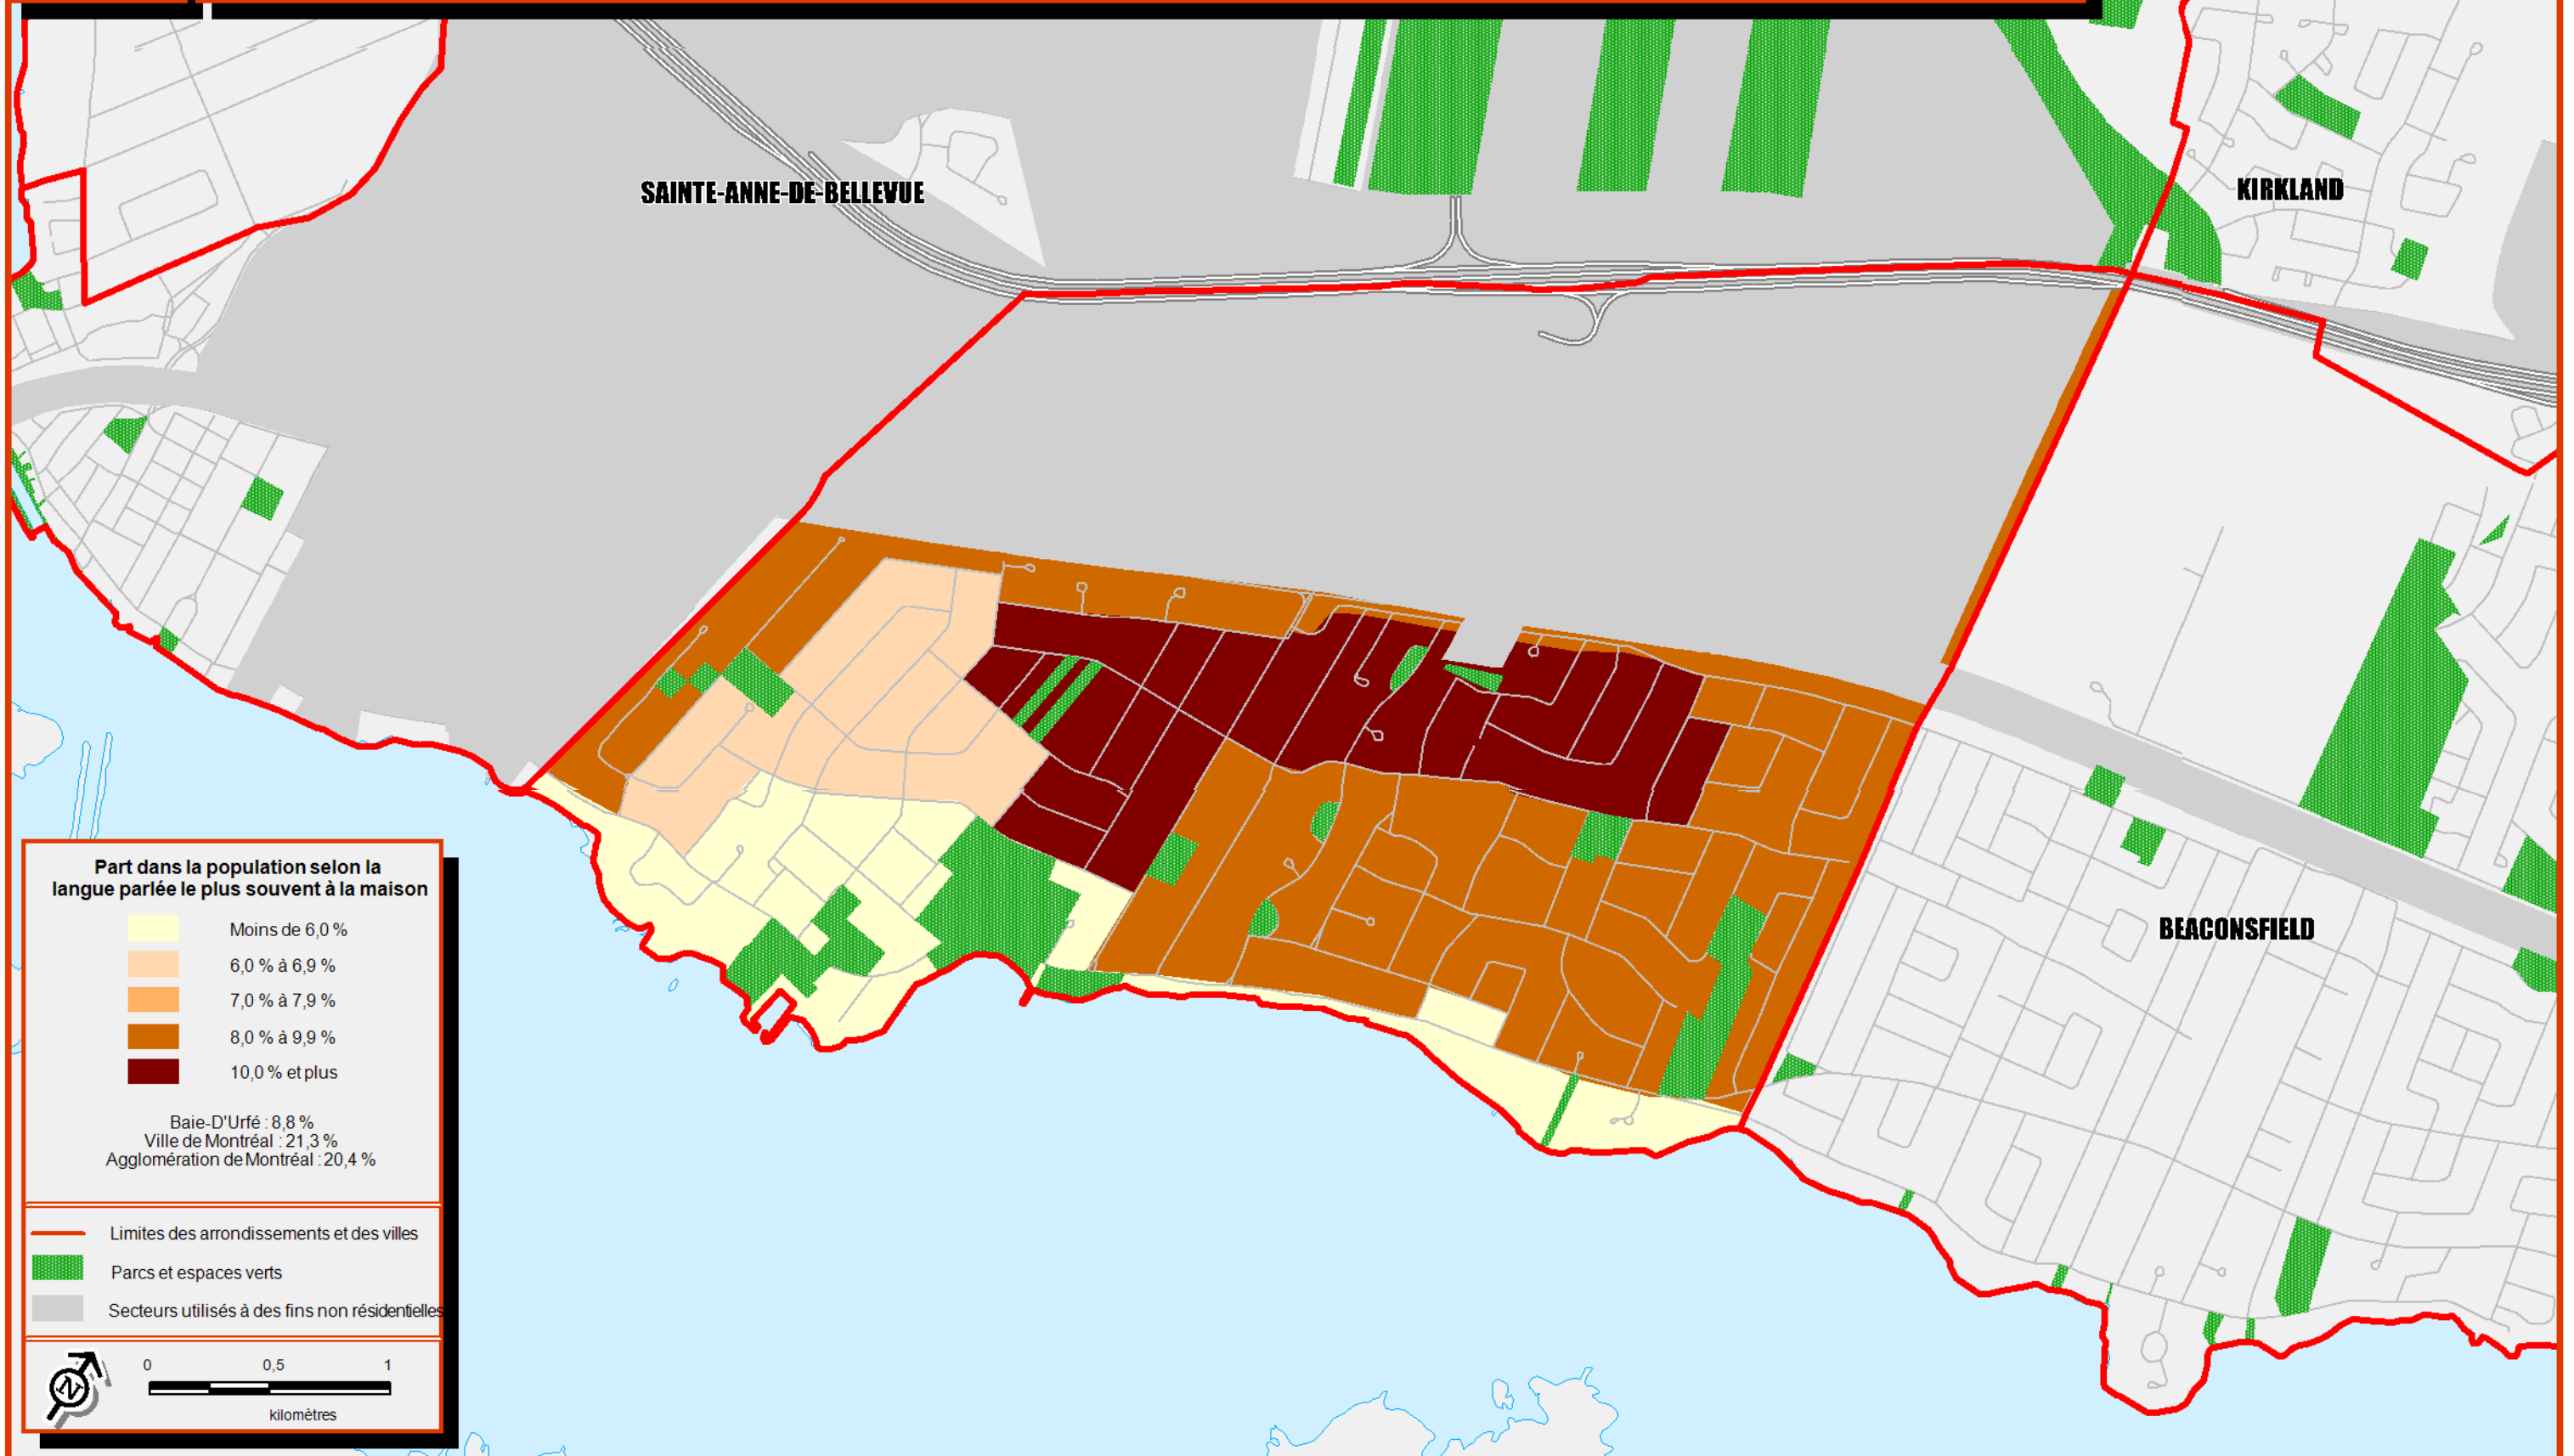 SAINTE-ANNE-DE-BELLEVUE
KIRKLAND
BEACONSFIELD
Part dans la population selon la
langue parlée le plus souvent à la maison
Moins de 6,0 %
6,0 % à 6,9 %
7,0 % à 7,9 %
8,0 % à 9,9 %
10,0 % et plus
Baie-D'Urfé : 8,8 %
Ville de Montréal : 21,3 %
Agglomération de Montréal : 20,4 %
Limites des arrondissements et des villes
Parcs et espaces verts
Secteurs utilisés à des fins non résidentielles
N
0 0,5 1
kilomètres